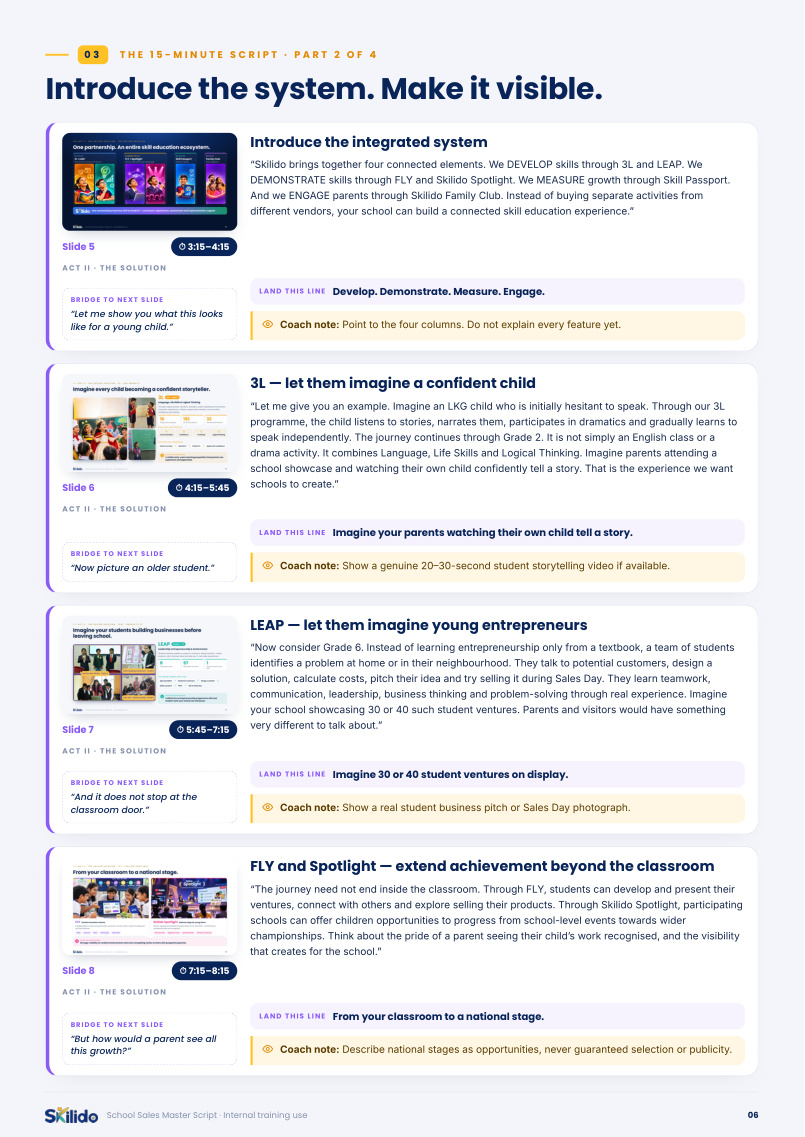 03
THE 15-MINUTE SCRIPT · PART 2 OF 4
Introduce the system. Make it visible.
One partnership. An entire skill education ecosystem.
Slide 5
3:15–4:15
ACT II · THE SOLUTION
BRIDGE TO NEXT SLIDE
“Let me show you what this looks
like for a young child.”
Introduce the integrated system
“Skilido brings together four connected elements. We DEVELOP skills through 3L and LEAP. We
DEMONSTRATE skills through FLY and Skilido Spotlight. We MEASURE growth through Skill Passport.
And we ENGAGE parents through Skilido Family Club. Instead of buying separate activities from
different vendors, your school can build a connected skill education experience.”
LAND THIS LINE Develop. Demonstrate. Measure. Engage.
Coach note: Point to the four columns. Do not explain every feature yet.
Imagine every child becoming a confident storyteller.
Slide 6
4:15–5:45
ACT II · THE SOLUTION
BRIDGE TO NEXT SLIDE
“Now picture an older student.”
3L — let them imagine a confident child
“Let me give you an example. Imagine an LKG child who is initially hesitant to speak. Through our 3L
programme, the child listens to stories, narrates them, participates in dramatics and gradually learns to
speak independently. The journey continues through Grade 2. It is not simply an English class or a
drama activity. It combines Language, Life Skills and Logical Thinking. Imagine parents attending a
school showcase and watching their own child confidently tell a story. That is the experience we want
schools to create.”
LAND THIS LINE Imagine your parents watching their own child tell a story.
Coach note: Show a genuine 20–30-second student storytelling video if available.
Imagine your students building businesses before
leaving school.
LEAP
Slide 7
5:45–7:15
ACT II · THE SOLUTION
BRIDGE TO NEXT SLIDE
“And it does not stop at the
classroom door.”
LEAP — let them imagine young entrepreneurs
“Now consider Grade 6. Instead of learning entrepreneurship only from a textbook, a team of students
identifies a problem at home or in their neighbourhood. They talk to potential customers, design a
solution, calculate costs, pitch their idea and try selling it during Sales Day. They learn teamwork,
communication, leadership, business thinking and problem-solving through real experience. Imagine
your school showcasing 30 or 40 such student ventures. Parents and visitors would have something
very different to talk about.”
LAND THIS LINE Imagine 30 or 40 student ventures on display.
Coach note: Show a real student business pitch or Sales Day photograph.
From your classroom to a national stage.
Spotlight
Slide 8
7:15–8:15
ACT II · THE SOLUTION
BRIDGE TO NEXT SLIDE
“But how would a parent see all
this growth?”
FLY and Spotlight — extend achievement beyond the classroom
“The journey need not end inside the classroom. Through FLY, students can develop and present their
ventures, connect with others and explore selling their products. Through Skilido Spotlight, participating
schools can offer children opportunities to progress from school-level events towards wider
championships. Think about the pride of a parent seeing their child’s work recognised, and the visibility
that creates for the school.”
LAND THIS LINE From your classroom to a national stage.
Coach note: Describe national stages as opportunities, never guaranteed selection or publicity.
Skilido School Sales Master Script · Internal training use
06